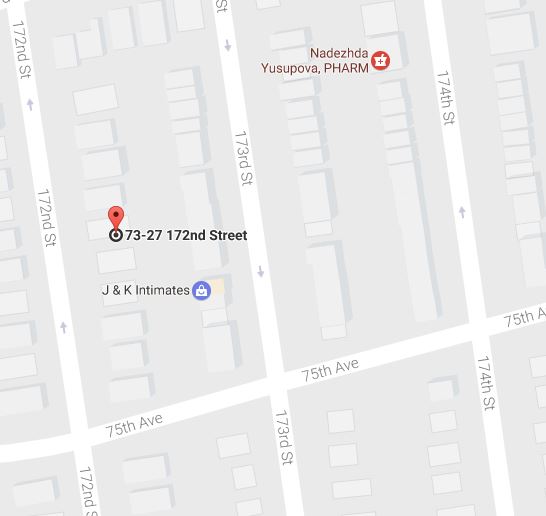 172nd St
St
Nadezhda
Yusupova, PHARM
174th St
173rd St
172nd St
73-27 172nd Street
J & K Intimates
75th A
75th Ave
174th St
75th Ave
173rd St
172nd S